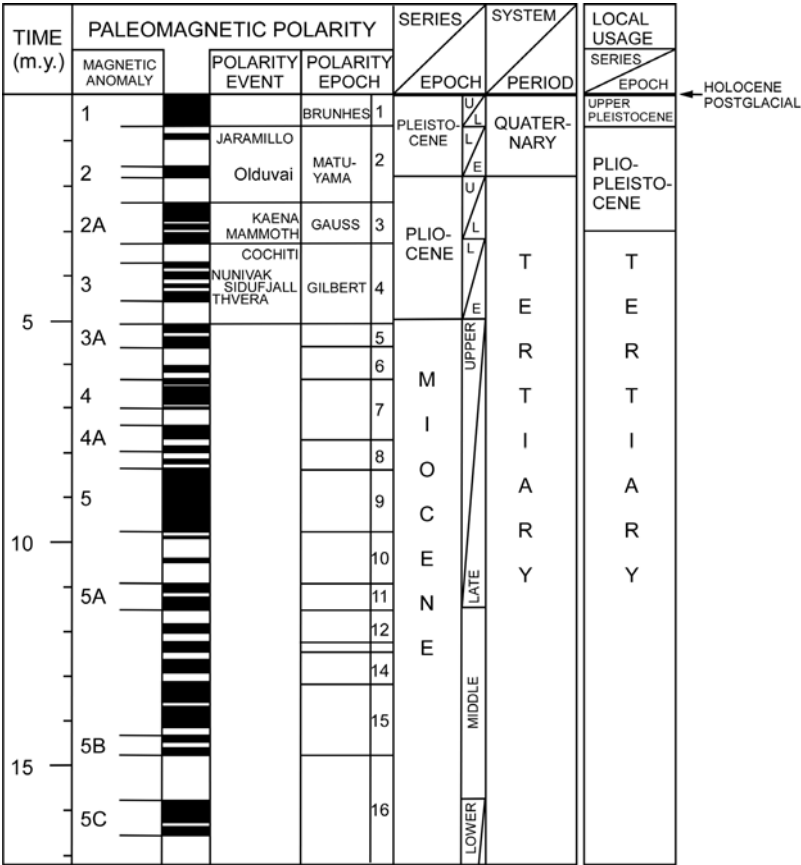 TIME
(m.y.)
PALEOMAGNETIC POLARITY
MAGNETIC
ANOMALY
POLARITY
EVENT
POLARITY
EPOCH
SERIES
EPOCH
SYSTEM
PERIOD
LOCAL
USAGE
SERIES
EPOCH
HOLOCENE
POSTGLACIAL
1
BRUNHES 1
PLEISTO-
CENE
U
L
QUATER-
NARY
UPPER
PLEISTOCENE
JARAMILLO
2
Olduvai
MATU-
YAMA
2
L
E
PLIO-
PLEISTO-
CENE
2A
KAENA
MAMMOTH
GAUSS 3
PLIO-
CENE
U
L
3
COCHITI
NUNIVAK
SIDUFJALL
THVERA
GILBERT 4
L
E
TERTIARY
TERTIARY
5
3A
5
6
MIOCENE
UPPER
LATE
4
7
4A
8
5
9
10
10
5A
11
12
14
MIDDLE
15
5B
15
5C
16
LOWER